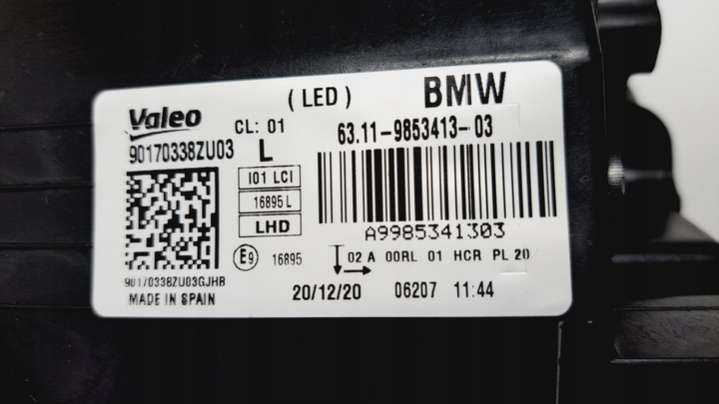 ( LED ) BMW
Valeo CL: 01 63.11-9853413-03
90170338ZU03 L
I01 LCI
16895 L
LHD
A9985341303
E9 16895 02 A 00RL 01 HCR PL 20
90170338ZU03GJHB
MADE IN SPAIN 20/12/20 06207 11:44